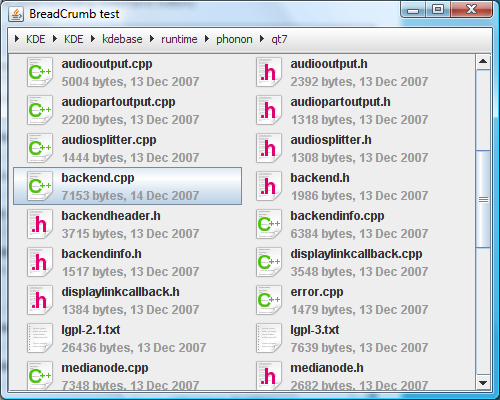 BreadCrumb test
KDE KDE kdebase runtime phonon qt7
audiooutput.cpp
5004 bytes, 13 Dec 2007
audiooutput.h
2392 bytes, 13 Dec 2007
audiopartoutput.cpp
2200 bytes, 13 Dec 2007
audiopartoutput.h
1318 bytes, 13 Dec 2007
audiosplitter.cpp
1444 bytes, 13 Dec 2007
audiosplitter.h
1308 bytes, 13 Dec 2007
backend.cpp
7153 bytes, 14 Dec 2007
backend.h
1986 bytes, 13 Dec 2007
backendheader.h
3715 bytes, 13 Dec 2007
backendinfo.cpp
6384 bytes, 13 Dec 2007
backendinfo.h
1517 bytes, 13 Dec 2007
displaylinkcallback.cpp
3548 bytes, 13 Dec 2007
displaylinkcallback.h
1384 bytes, 13 Dec 2007
error.cpp
1479 bytes, 13 Dec 2007
lgpl-2.1.txt
26436 bytes, 13 Dec 2007
lgpl-3.txt
7639 bytes, 13 Dec 2007
medianode.cpp
7348 bytes, 13 Dec 2007
medianode.h
2682 bytes, 13 Dec 2007